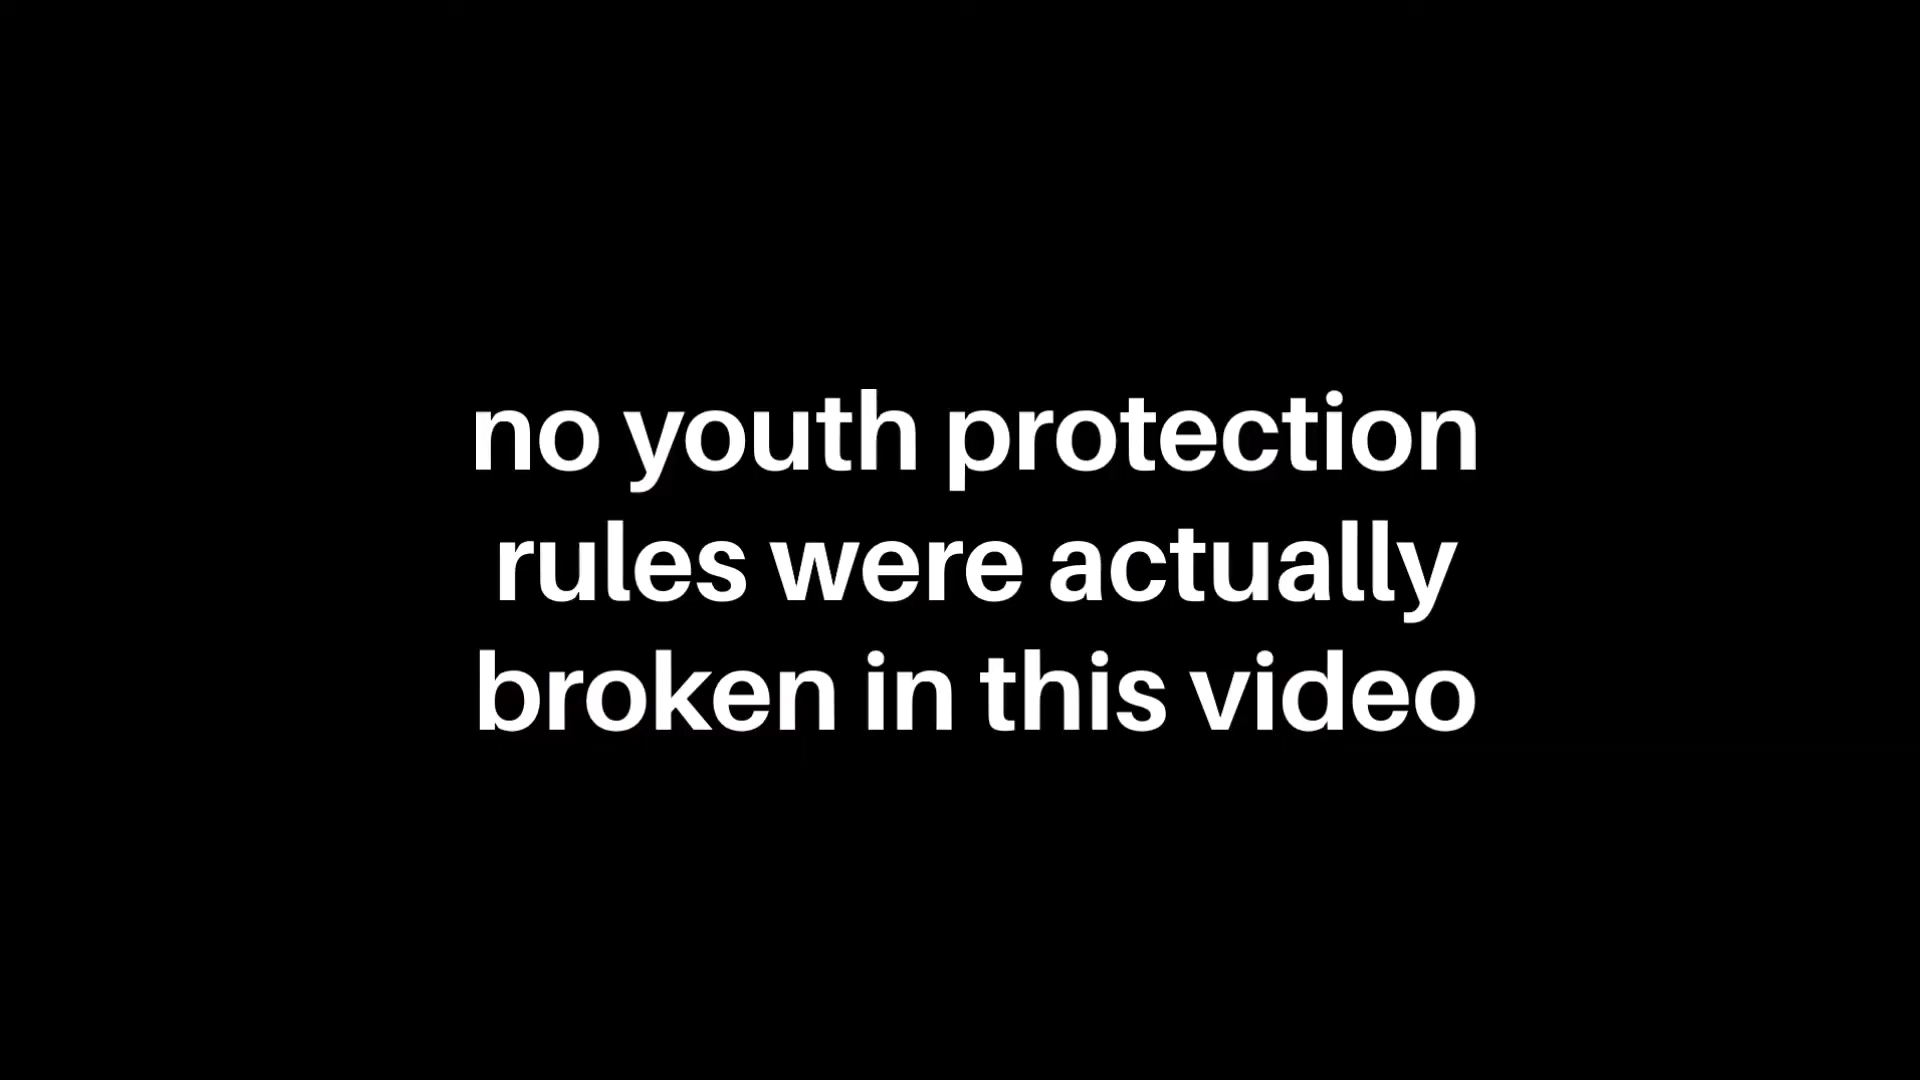 no youth protection
rules were actually
broken in this video